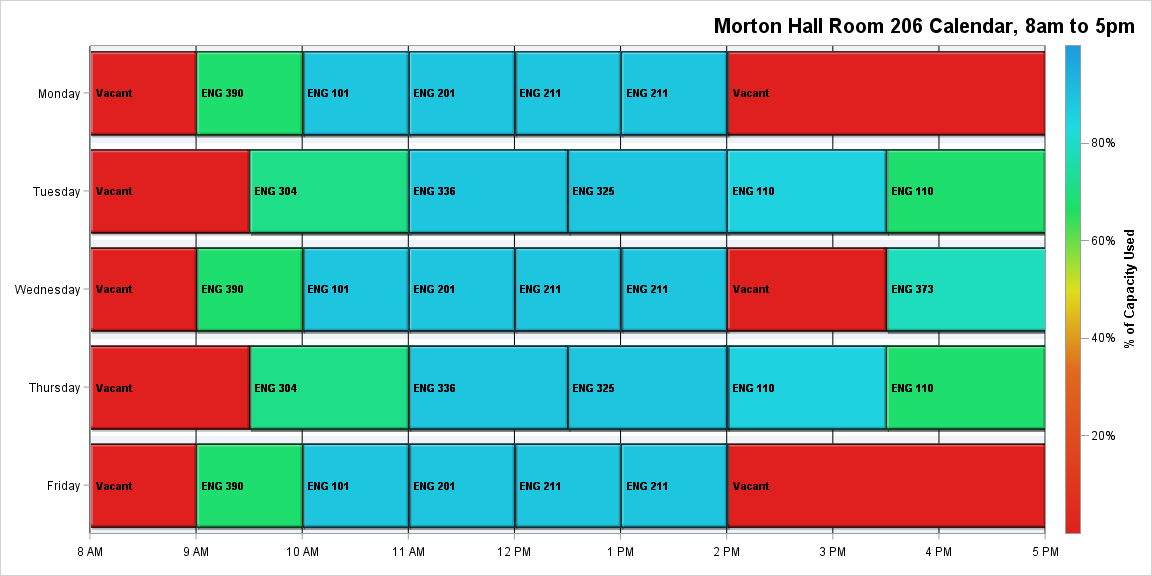 Morton Hall Room 206 Calendar, 8am to 5pm
Monday
Vacant
ENG 390
ENG 101
ENG 201
ENG 211
ENG 211
Vacant
Tuesday
Vacant
ENG 304
ENG 336
ENG 325
ENG 110
ENG 110
Wednesday
Vacant
ENG 390
ENG 101
ENG 201
ENG 211
ENG 211
Vacant
ENG 373
Thursday
Vacant
ENG 304
ENG 336
ENG 325
ENG 110
ENG 110
Friday
Vacant
ENG 390
ENG 101
ENG 201
ENG 211
ENG 211
Vacant
8 AM
9 AM
10 AM
11 AM
12 PM
1 PM
2 PM
3 PM
4 PM
5 PM
80%
60%
40%
20%
% of Capacity Used